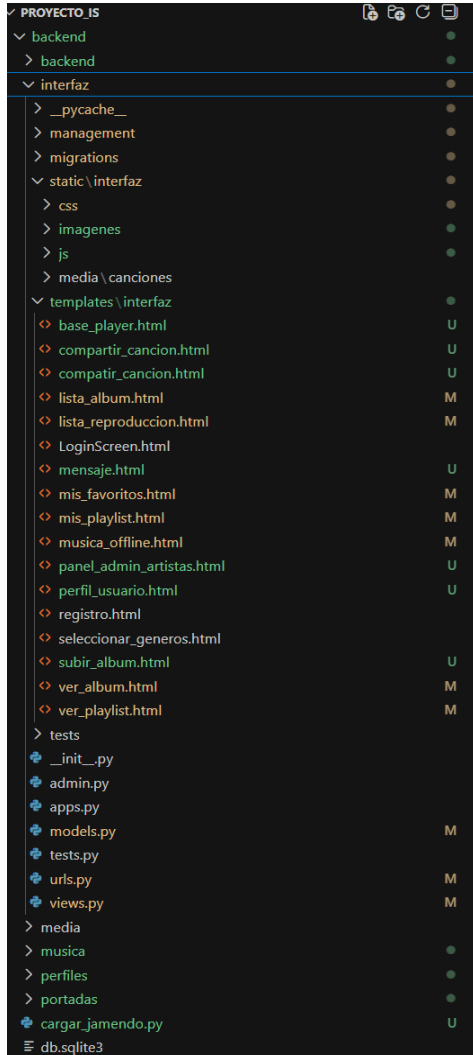 PROYECTO_IS
backend
backend
interfaz
__pycache__
management
migrations
static\interfaz
css
imagenes
js
media\canciones
templates\interfaz
base_player.html U
compartir_cancion.html U
compatir_cancion.html U
lista_album.html M
lista_reproduccion.html M
LoginScreen.html
mensaje.html U
mis_favoritos.html M
mis_playlist.html M
musica_offline.html M
panel_admin_artistas.html U
perfil_usuario.html U
registro.html
seleccionar_generos.html
subir_album.html U
ver_album.html M
ver_playlist.html M
tests
__init__.py
admin.py
apps.py
models.py M
tests.py
urls.py M
views.py M
media
musica
perfiles
portadas
cargar_jamendo.py U
db.sqlite3